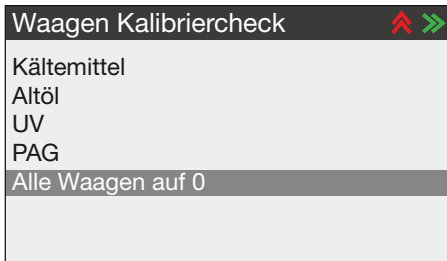 Waagen Kalibriercheck
Kältemittel
Altöl
UV
PAG
Alle Waagen auf 0